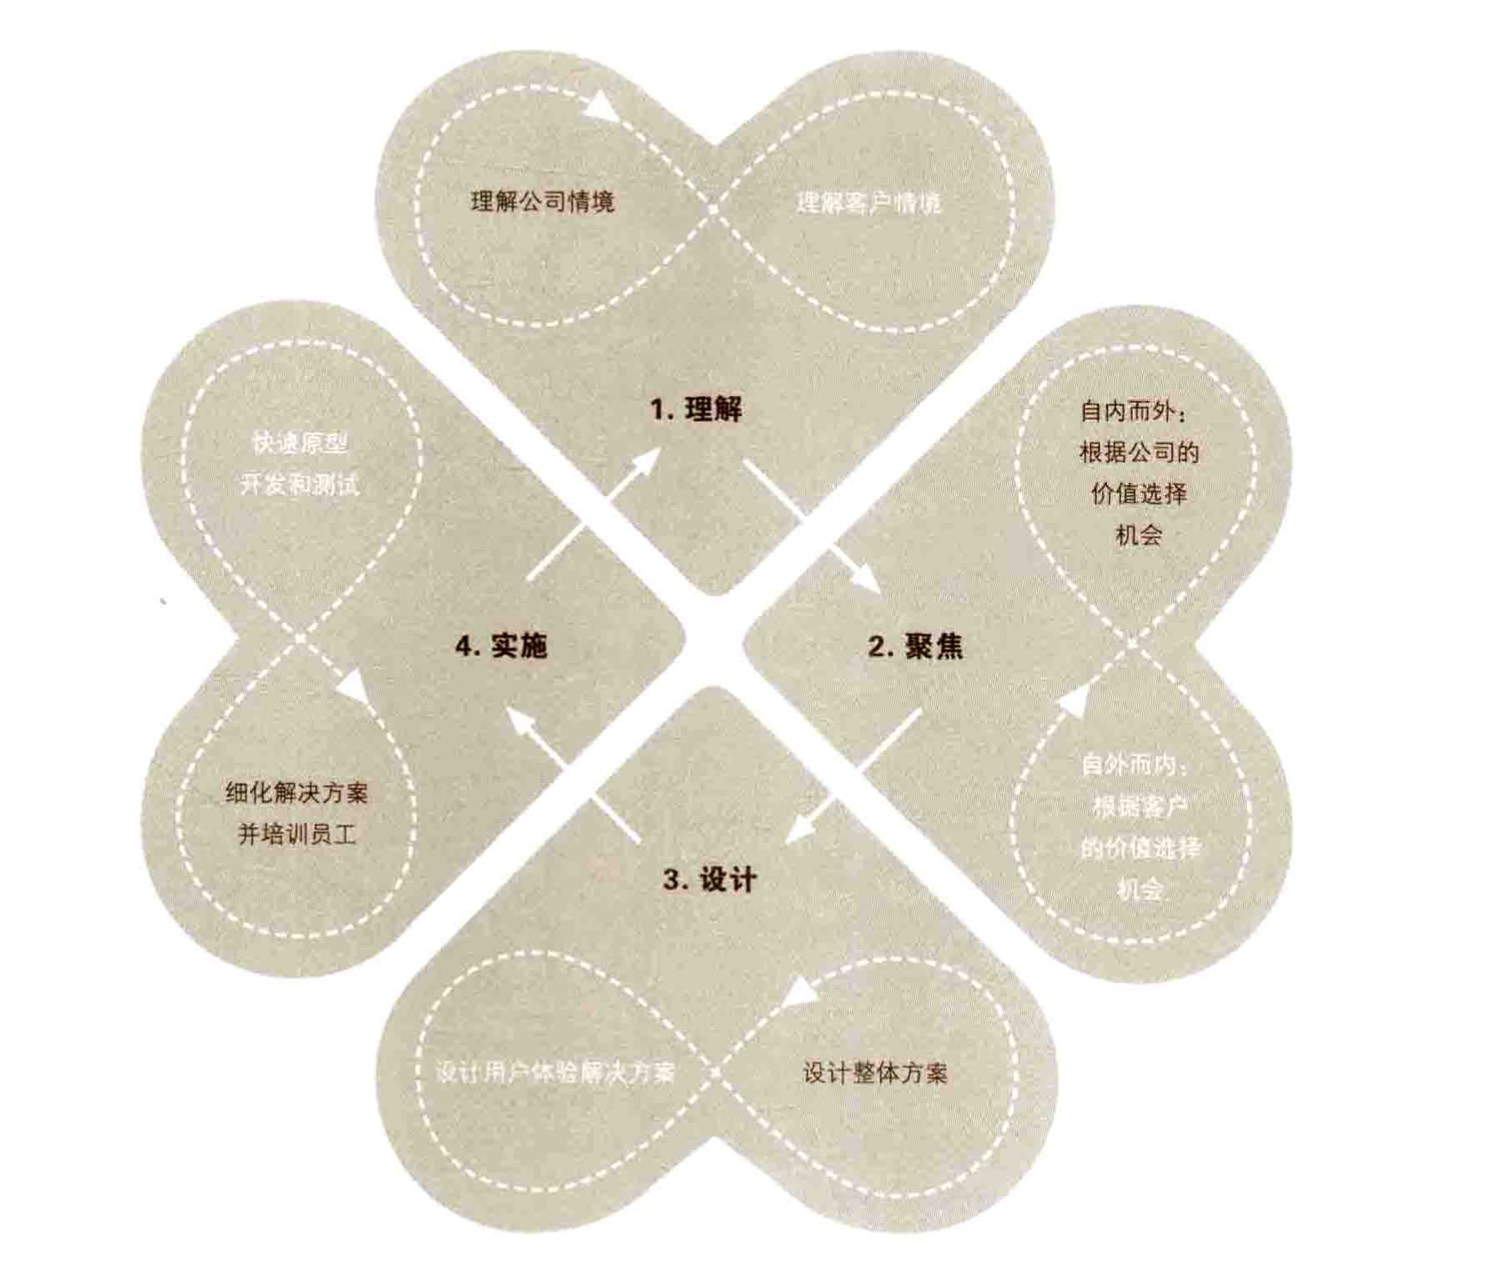 理解公司情境
理解客户情境
1. 理解
自内而外：
根据公司的
价值选择
机会
2. 聚焦
自外而内：
根据客户
的价值选择
机会
3. 设计
设计整体方案
设计用户体验解决方案
4. 实施
细化解决方案
并培训员工
快速原型
开发和测试